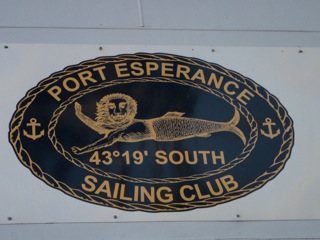 PORT ESPERANCE
43°19' SOUTH
SAILING CLUB